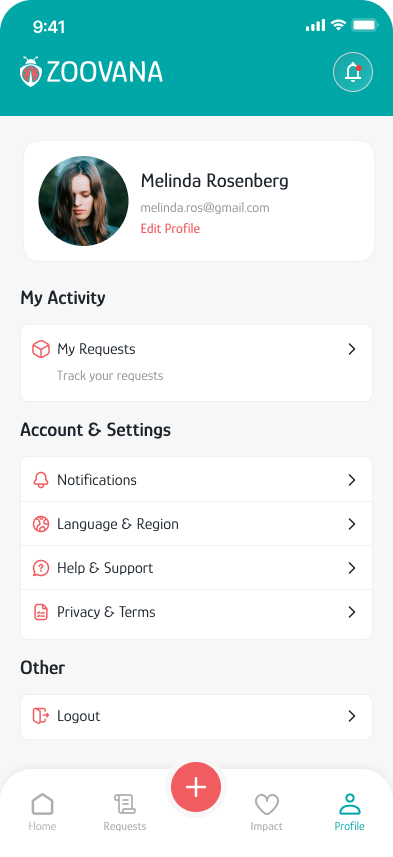 9:41
ZOOVANA
Melinda Rosenberg
melinda.ros@gmail.com
Edit Profile
My Activity
My Requests
Track your requests
Account & Settings
Notifications
Language & Region
Help & Support
Privacy & Terms
Other
Logout
Home
Requests
Impact
Profile